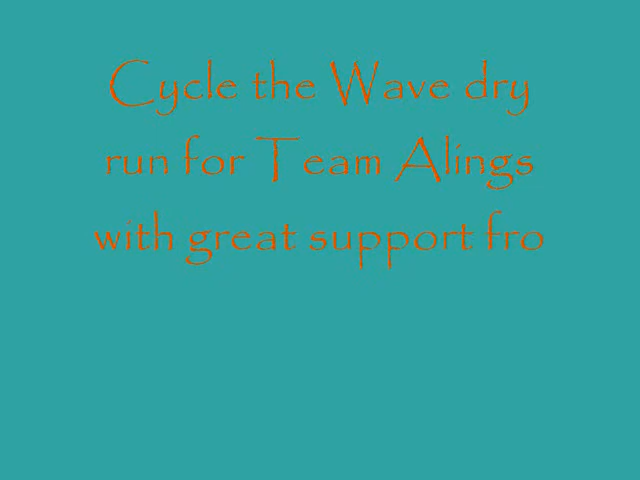 Cycle the Wave dry
run for Team Alings
with great support fro